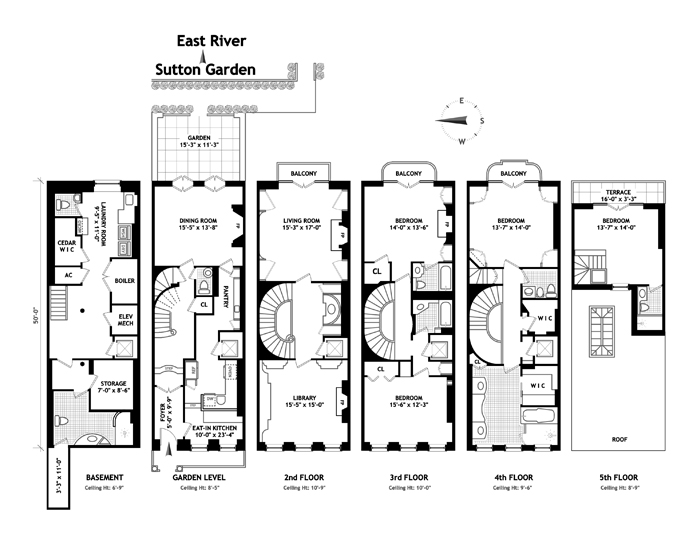 East River
Sutton Garden
E
S
W
GARDEN
15'-3" x 11'-3"
50'-0"
LAUNDRY ROOM
9'-5" x 11'-0"
CEDAR
W I C
AC
BOILER
ELEV
MECH
STORAGE
7'-0" x 8'-6"
3'-3" x 11'-0"
BASEMENT
Ceiling Ht: 6'-9"
DINING ROOM
15'-5" x 13'-8"
FP
CL
PANTRY
REF
OVEN
DW
FOYER
5'-0" x 9'-9"
EAT-IN KITCHEN
10'-0" x 23'-4"
GARDEN LEVEL
Ceiling Ht: 8'-5"
BALCONY
LIVING ROOM
15'-3" x 17'-0"
FP
LIBRARY
15'-5" x 15'-0"
FP
2nd FLOOR
Ceiling Ht: 10'-9"
BALCONY
BEDROOM
14'-0" x 13'-6"
FP
CL
CL
BEDROOM
15'-6" x 12'-3"
3rd FLOOR
Ceiling Ht: 10'-0"
BALCONY
BEDROOM
13'-7" x 14'-0"
W I C
CL
W I C
4th FLOOR
Ceiling Ht: 9'-6"
TERRACE
16'-0" x 3'-3"
BEDROOM
13'-7" x 14'-0"
ROOF
5th FLOOR
Ceiling Ht: 8'-9"